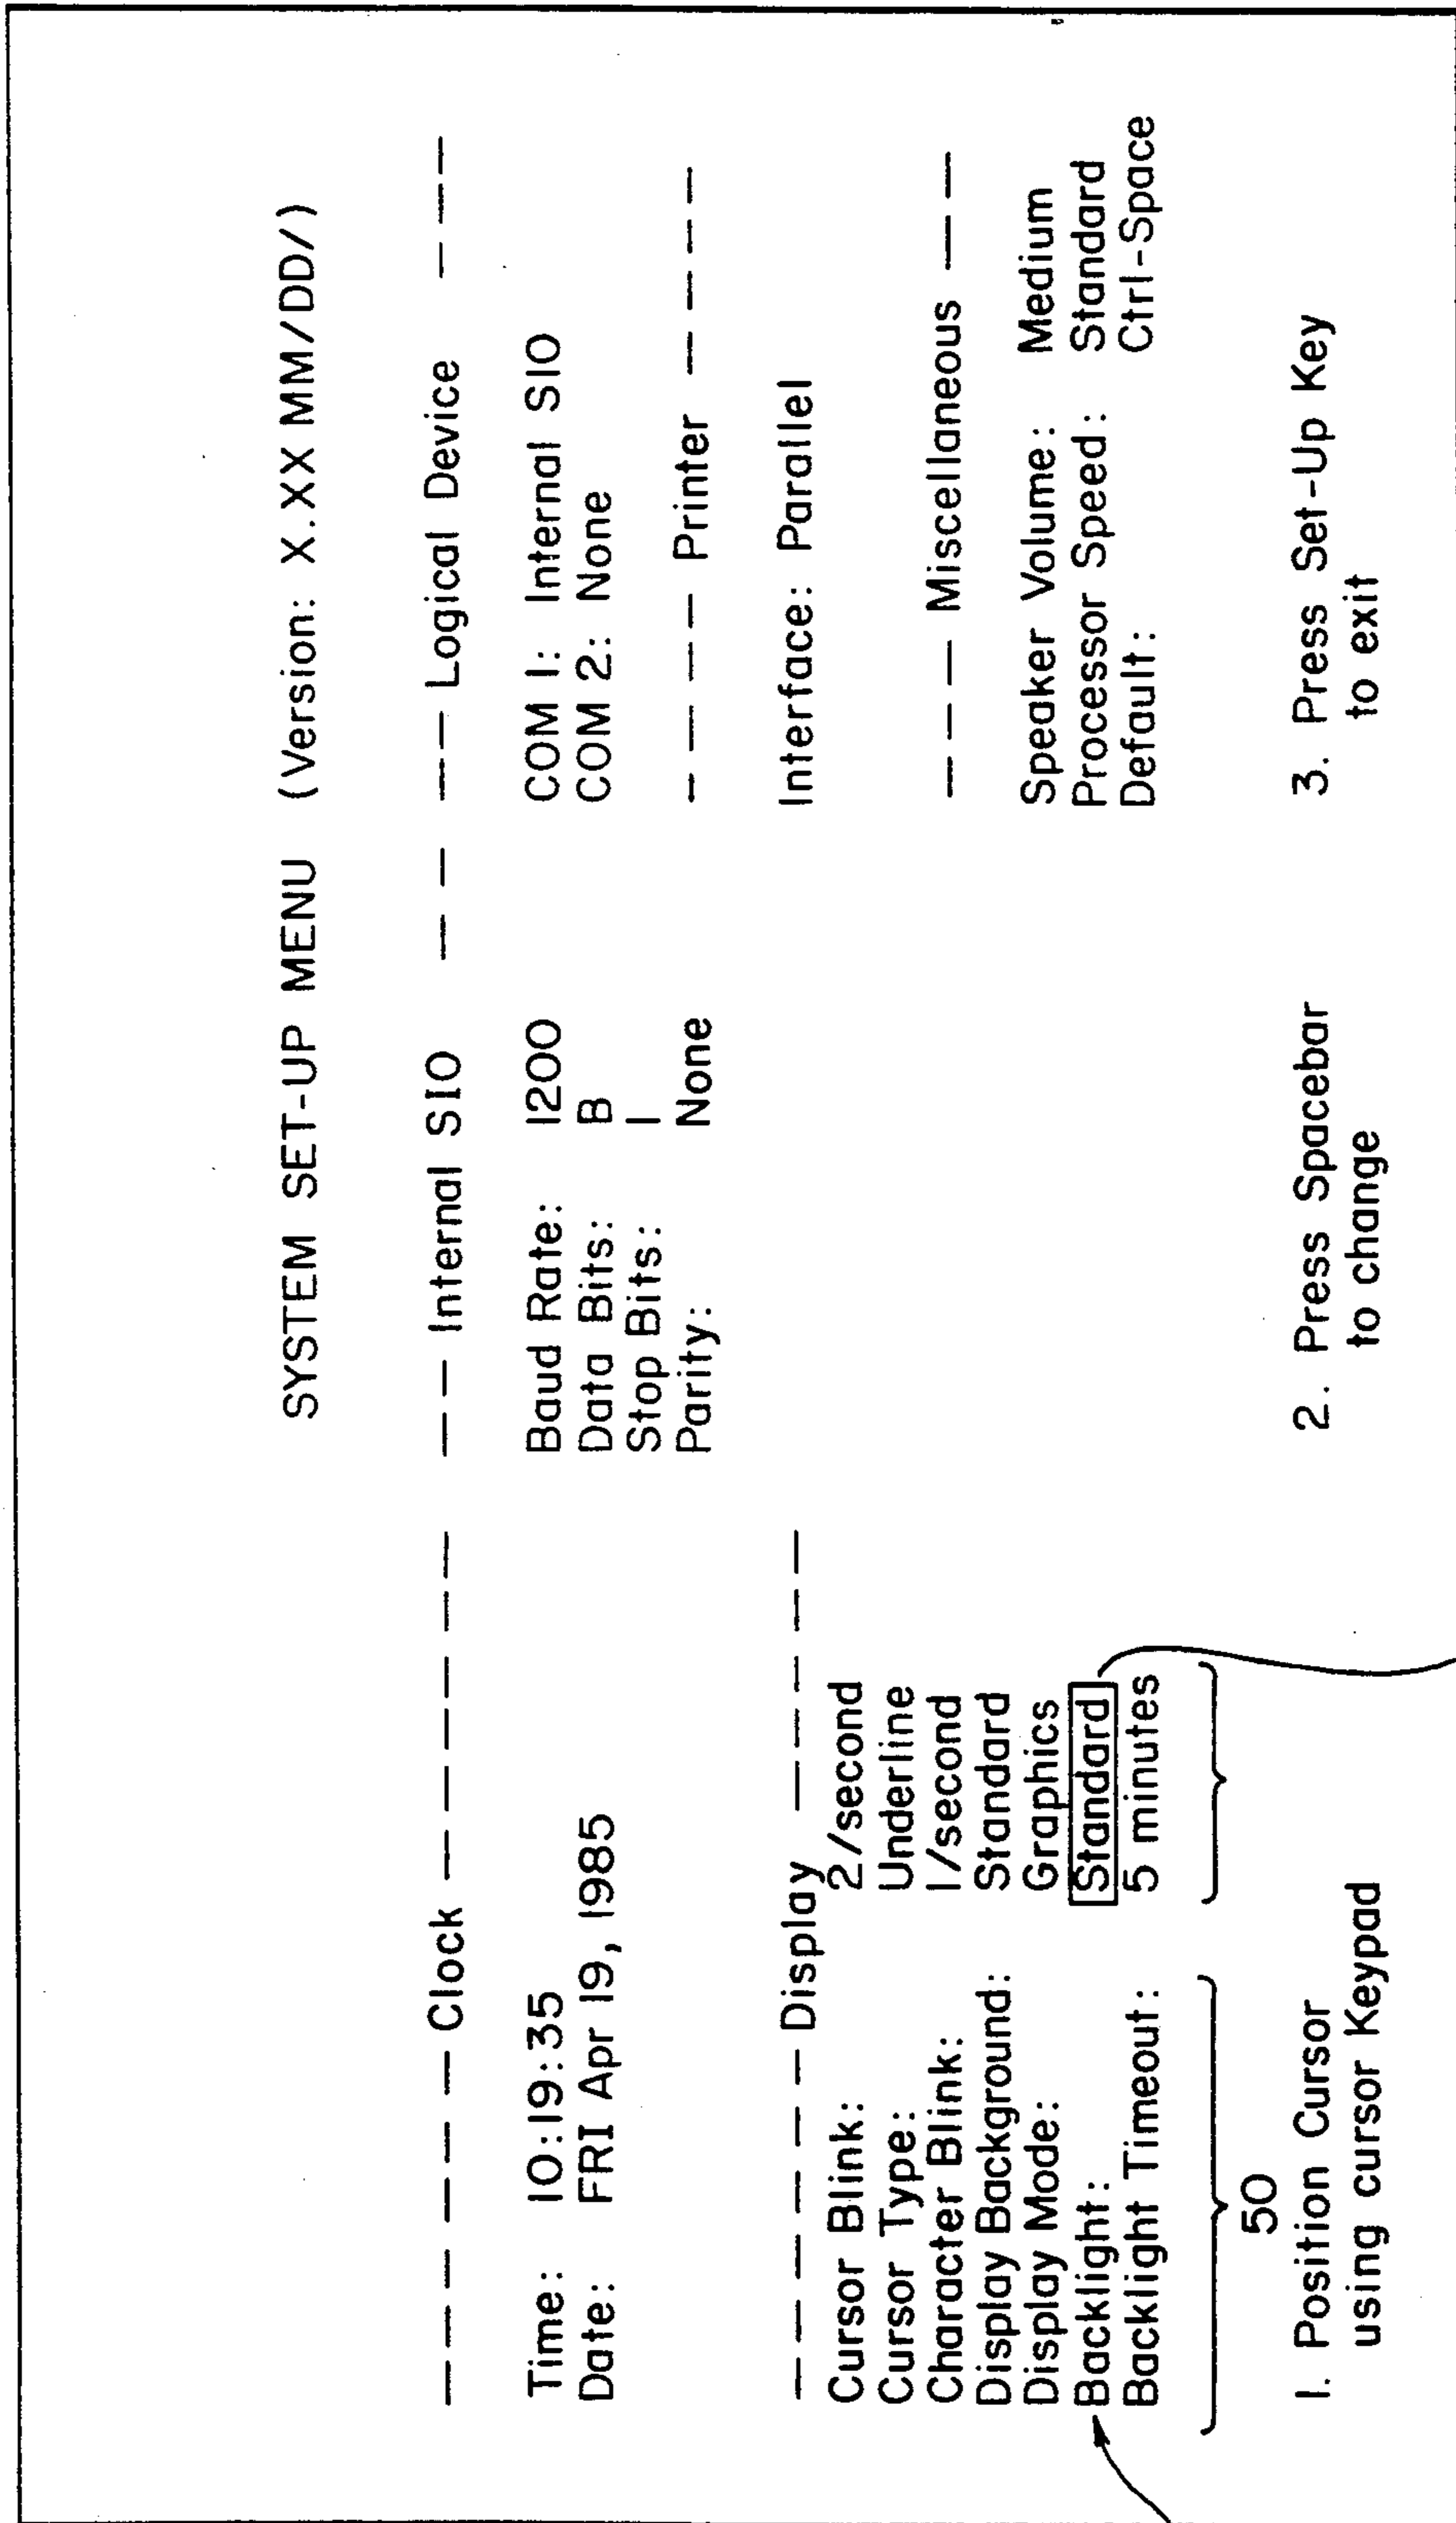 SYSTEM SET-UP MENU (Version: X.XX MM/DD/)
Clock
Time: 10:19:35
Date: FRI Apr 19, 1985
Internal SIO
Baud Rate: 1200
Data Bits: B
Stop Bits: 1
Parity: None
Logical Device
COM 1: Internal SIO
COM 2: None
Printer
Interface: Parallel
Display
Cursor Blink: 2/second
Cursor Type: Underline
Character Blink: 1/second
Display Background: Standard
Display Mode: Graphics
Backlight: Standard
Backlight Timeout: 5 minutes
50
Miscellaneous
Speaker Volume: Medium
Processor Speed: Standard
Default: Ctrl-Space
1. Position Cursor
using cursor Keypad
2. Press Spacebar
to change
3. Press Set-Up Key
to exit